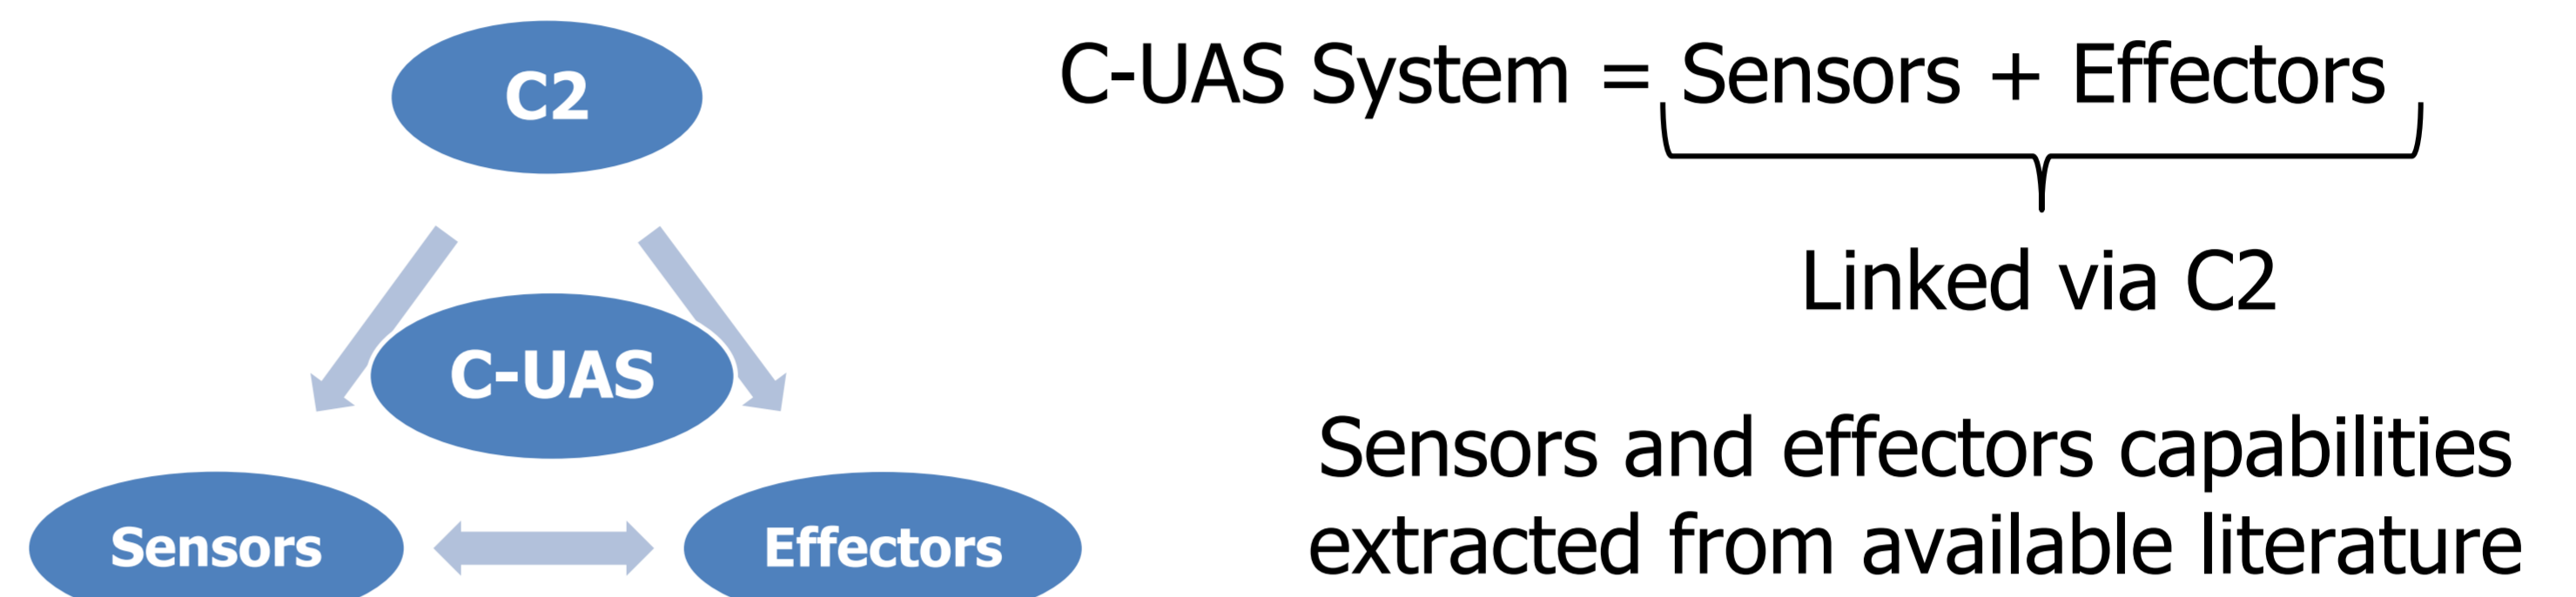 C2
C-UAS
Sensors
Effectors
C-UAS System = Sensors + Effectors
Linked via C2
Sensors and effectors capabilities
extracted from available literature